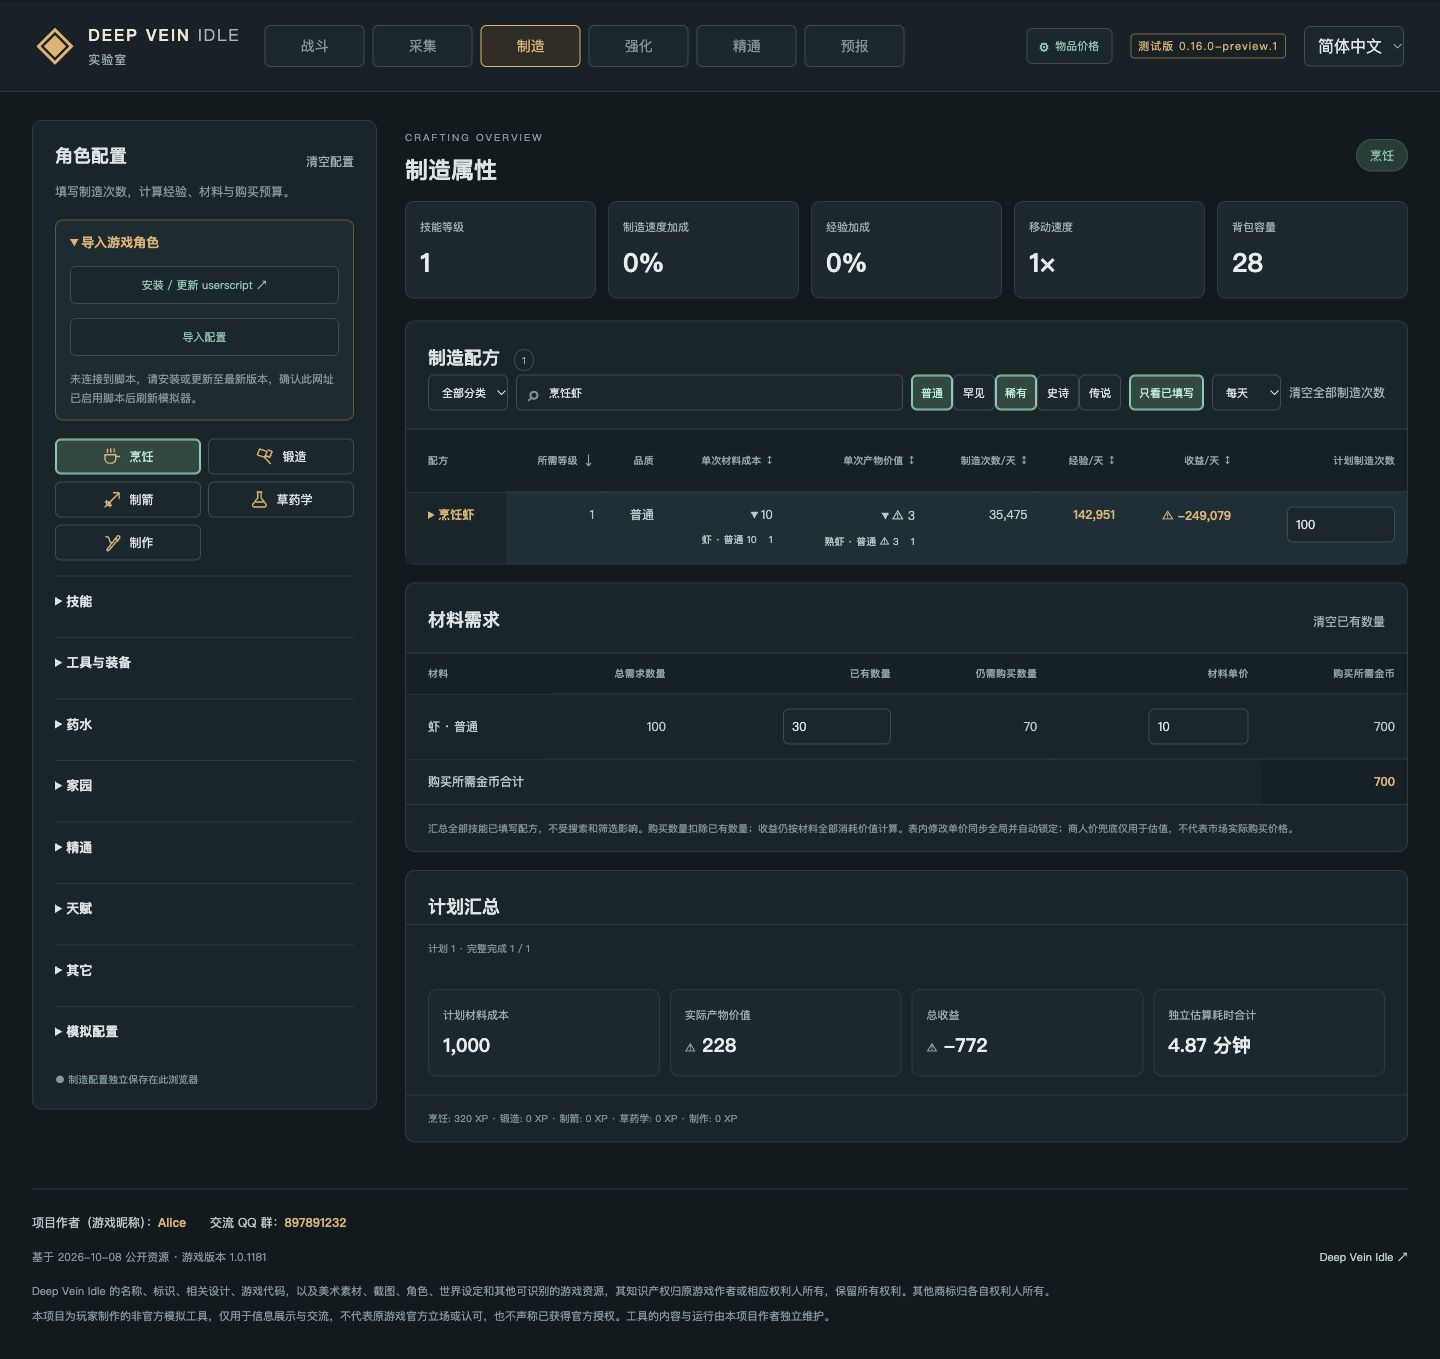 DEEP VEIN IDLE
实验室
战斗
采集
制造
强化
精通
预报
物品价格
测试版 0.16.0-preview.1
简体中文
角色配置
清空配置
填写制造次数，计算经验、材料与购买预算。
▼导入游戏角色
安装 / 更新 userscript ↗
导入配置
未连接到脚本，请安装或更新至最新版本，确认此网址
已启用脚本后刷新模拟器。
烹饪
锻造
制箭
草药学
制作
▶ 技能
▶ 工具与装备
▶ 药水
▶ 家园
▶ 精通
▶ 天赋
▶ 其它
▶ 模拟配置
● 制造配置独立保存在此浏览器
CRAFTING OVERVIEW
制造属性
烹饪
技能等级
1
制造速度加成
0%
经验加成
0%
移动速度
1×
背包容量
28
制造配方 1
全部分类
烹饪虾
普通
罕见
稀有
史诗
传说
只看已填写
每天
清空全部制造次数
配方 所需等级 ↓ 品质 单次材料成本 ↕ 单次产物价值 ↕ 制造次数/天 ↕ 经验/天 ↕ 收益/天 ↕ 计划制造次数
▶ 烹饪虾 1 普通 ▼10 ▼⚠ 3 35,475 142,951 ⚠ −249,079 100
虾 · 普通 10 1 熟虾 · 普通 ⚠ 3 1
材料需求
清空已有数量
材料 总需求数量 已有数量 仍需购买数量 材料单价 购买所需金币
虾 · 普通 100 30 70 10 700
购买所需金币合计 700
汇总全部技能已填写配方，不受搜索和筛选影响。购买数量扣除已有数量；收益仍按材料全部消耗价值计算。表内修改单价同步全局并自动锁定；商人价兜底仅用于估值，不代表市场实际购买价格。
计划汇总
计划 1 · 完整完成 1 / 1
计划材料成本
1,000
实际产物价值
⚠ 228
总收益
⚠ −772
独立估算耗时合计
4.87 分钟
烹饪: 320 XP · 锻造: 0 XP · 制箭: 0 XP · 草药学: 0 XP · 制作: 0 XP
项目作者（游戏昵称）：Alice 交流 QQ 群：897891232
基于 2026-10-08 公开资源 · 游戏版本 1.0.1181
Deep Vein Idle ↗
Deep Vein Idle 的名称、标识、相关设计、游戏代码，以及美术素材、截图、角色、世界设定和其他可识别的游戏资源，其知识产权归原游戏作者或相应权利人所有，保留所有权利。其他商标归各自权利人所有。
本项目为玩家制作的非官方模拟工具，仅用于信息展示与交流，不代表原游戏官方立场或认可，也不声称已获得官方授权。工具的内容与运行由本项目作者独立维护。